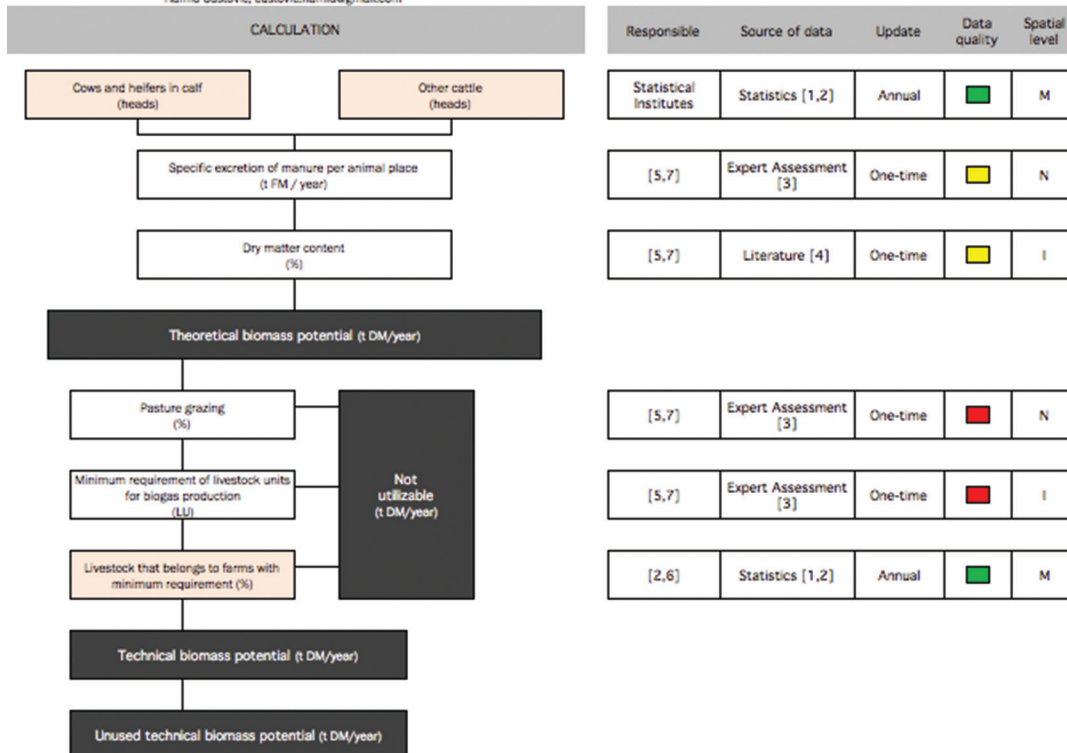 CALCULATION
Responsible
Source of data
Update
Data
quality
Spatial
level
Cows and heifers in calf
(heads)
Other cattle
(heads)
Statistical
Institutes
Statistics [1,2]
Annual
M
Specific excretion of manure per animal place
(t FM / year)
[5,7]
Expert Assessment
[3]
One-time
N
Dry matter content
(%)
[5,7]
Literature [4]
One-time
I
Theoretical biomass potential (t DM/year)
Pasture grazing
(%)
[5,7]
Expert Assessment
[3]
One-time
N
Not
utilizable
(t DM/year)
Minimum requirement of livestock units
for biogas production
(LU)
[5,7]
Expert Assessment
[3]
One-time
I
Livestock that belongs to farms with
minimum requirement (%)
[2,6]
Statistics [1,2]
Annual
M
Technical biomass potential (t DM/year)
Unused technical biomass potential (t DM/year)